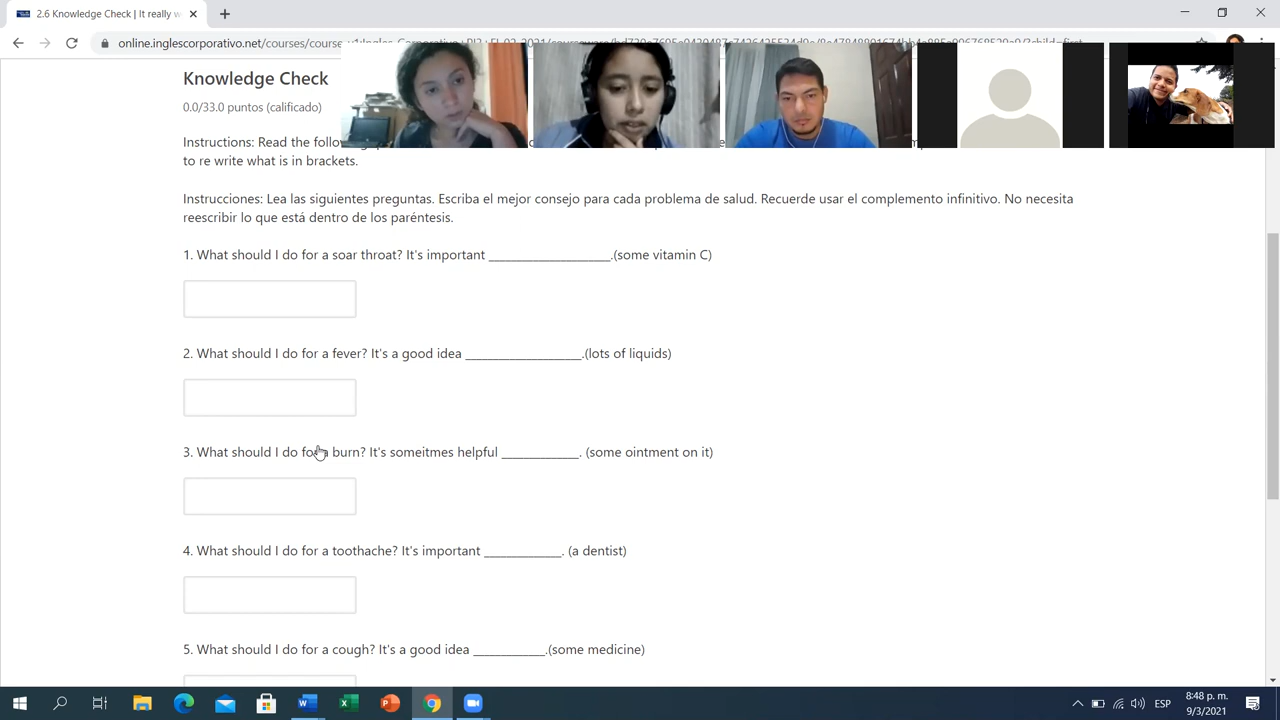 2.6 Knowledge Check | It really w
online.inglescorporativo.net/courses/course
Knowledge Check
0.0/33.0 puntos (calificado)
Instructions: Read the follow
to re write what is in brackets.
Instrucciones: Lea las siguientes preguntas. Escriba el mejor consejo para cada problema de salud. Recuerde usar el complemento infinitivo. No necesita
reescribir lo que está dentro de los paréntesis.
1. What should I do for a soar throat? It's important ____________________.(some vitamin C)
2. What should I do for a fever? It's a good idea ___________________.(lots of liquids)
3. What should I do for a burn? It's someitmes helpful _____________. (some ointment on it)
4. What should I do for a toothache? It's important _____________. (a dentist)
5. What should I do for a cough? It's a good idea ____________.(some medicine)
ESP
8:48 p. m.
9/3/2021